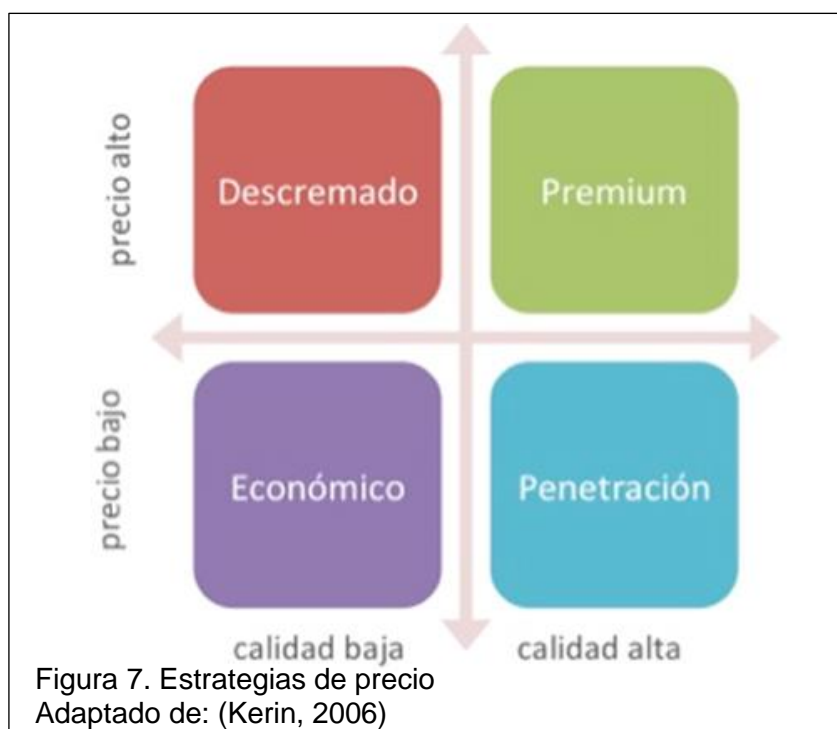 precio alto
Descremado
Premium
precio bajo
Económico
Penetración
calidad baja
calidad alta
Figura 7. Estrategias de precio
Adaptado de: (Kerin, 2006)